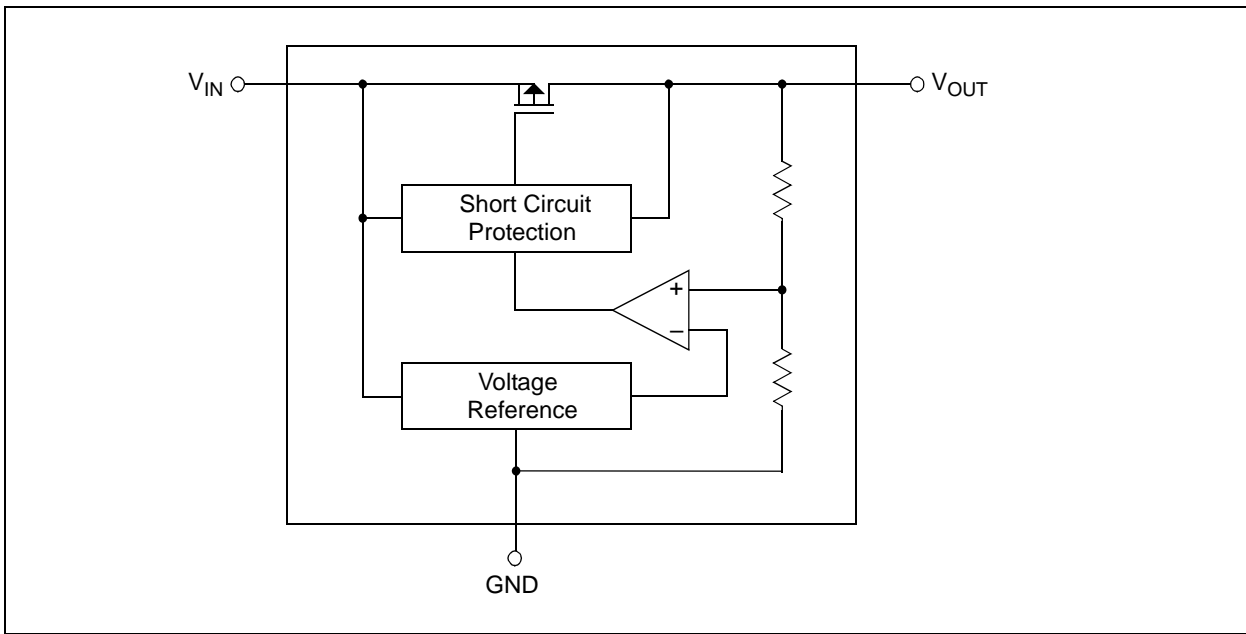 V_IN
V_OUT
Short Circuit
Protection
+
−
Voltage
Reference
GND